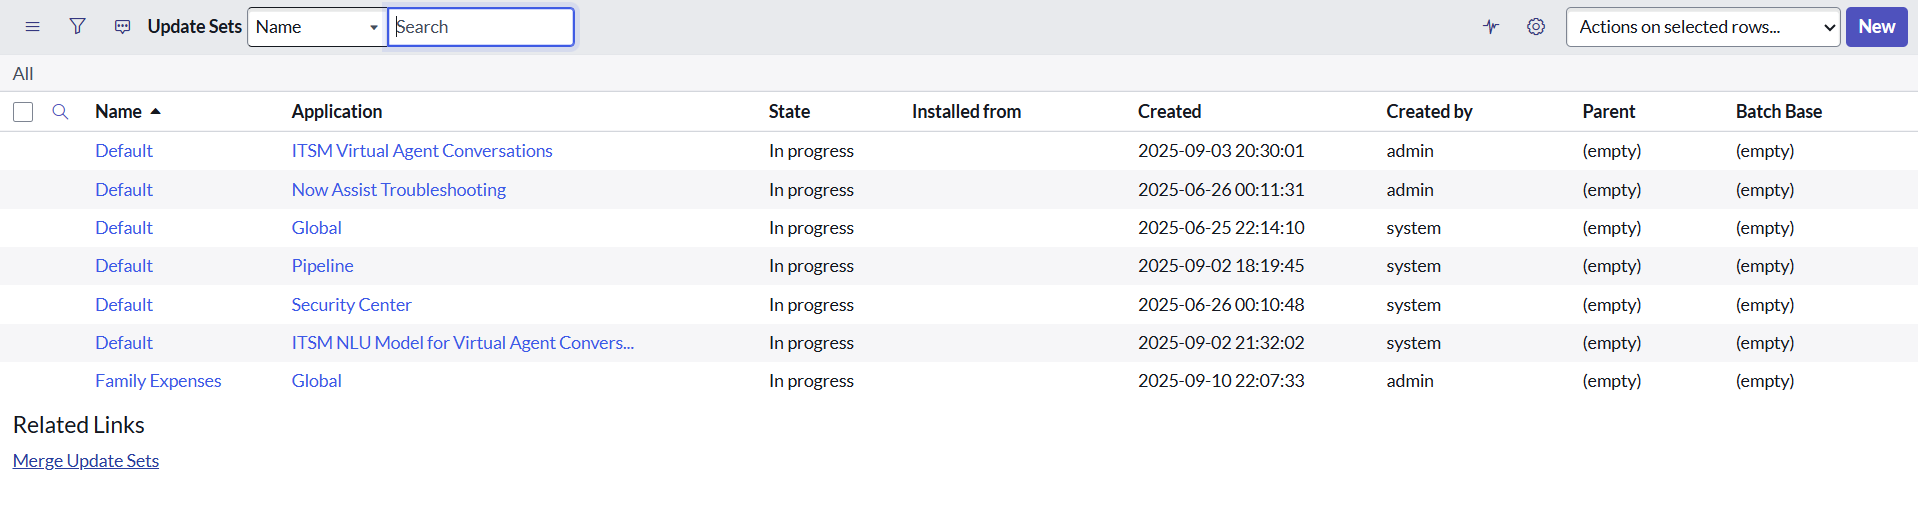 Update Sets Name Search Actions on selected rows... New
All
Name Application State Installed from Created Created by Parent Batch Base
Default ITSM Virtual Agent Conversations In progress 2025-09-03 20:30:01 admin (empty) (empty)
Default Now Assist Troubleshooting In progress 2025-06-26 00:11:31 admin (empty) (empty)
Default Global In progress 2025-06-25 22:14:10 system (empty) (empty)
Default Pipeline In progress 2025-09-02 18:19:45 system (empty) (empty)
Default Security Center In progress 2025-06-26 00:10:48 system (empty) (empty)
Default ITSM NLU Model for Virtual Agent Convers... In progress 2025-09-02 21:32:02 system (empty) (empty)
Family Expenses Global In progress 2025-09-10 22:07:33 admin (empty) (empty)
Related Links
Merge Update Sets